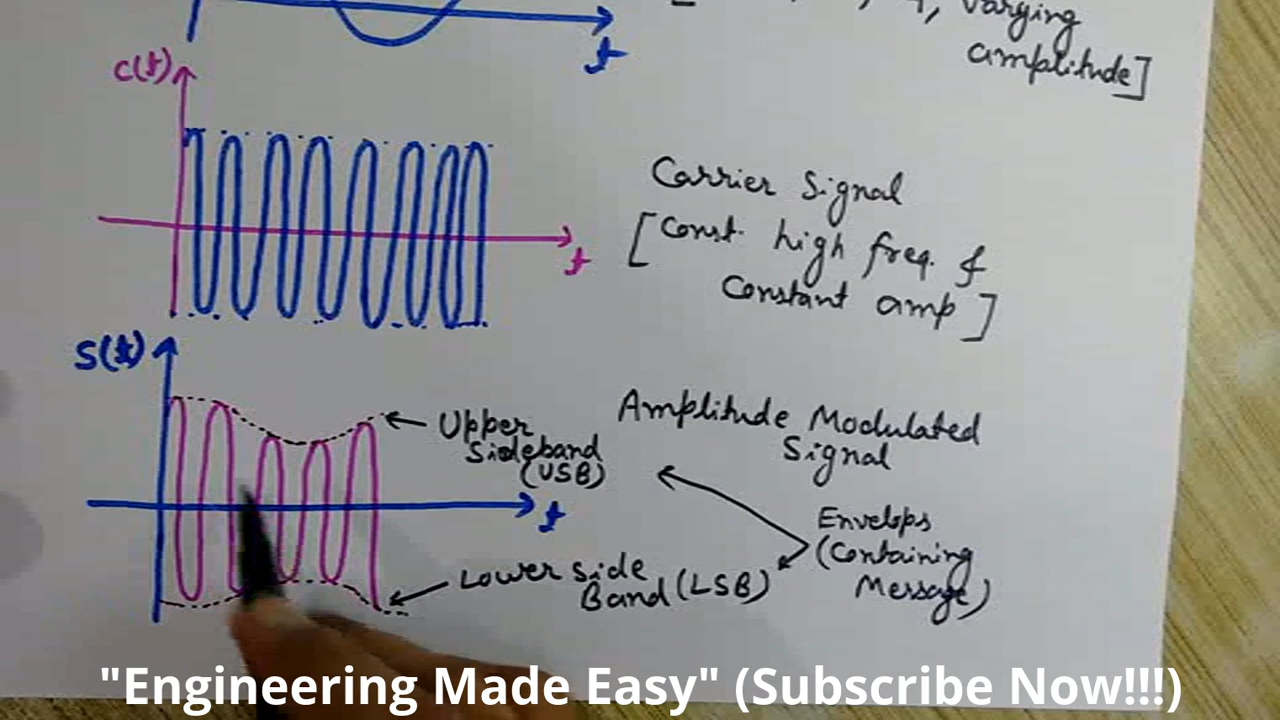 varying
amplitude]
t
c(t)
Carrier Signal
[Const. high freq. &
Constant amp]
t
S(t)
Upper
Sideband
(USB)
Amplitude Modulated
Signal
t
Envelops
(Containing
Message)
Lower side
Band (LSB)
"Engineering Made Easy" (Subscribe Now!!!)